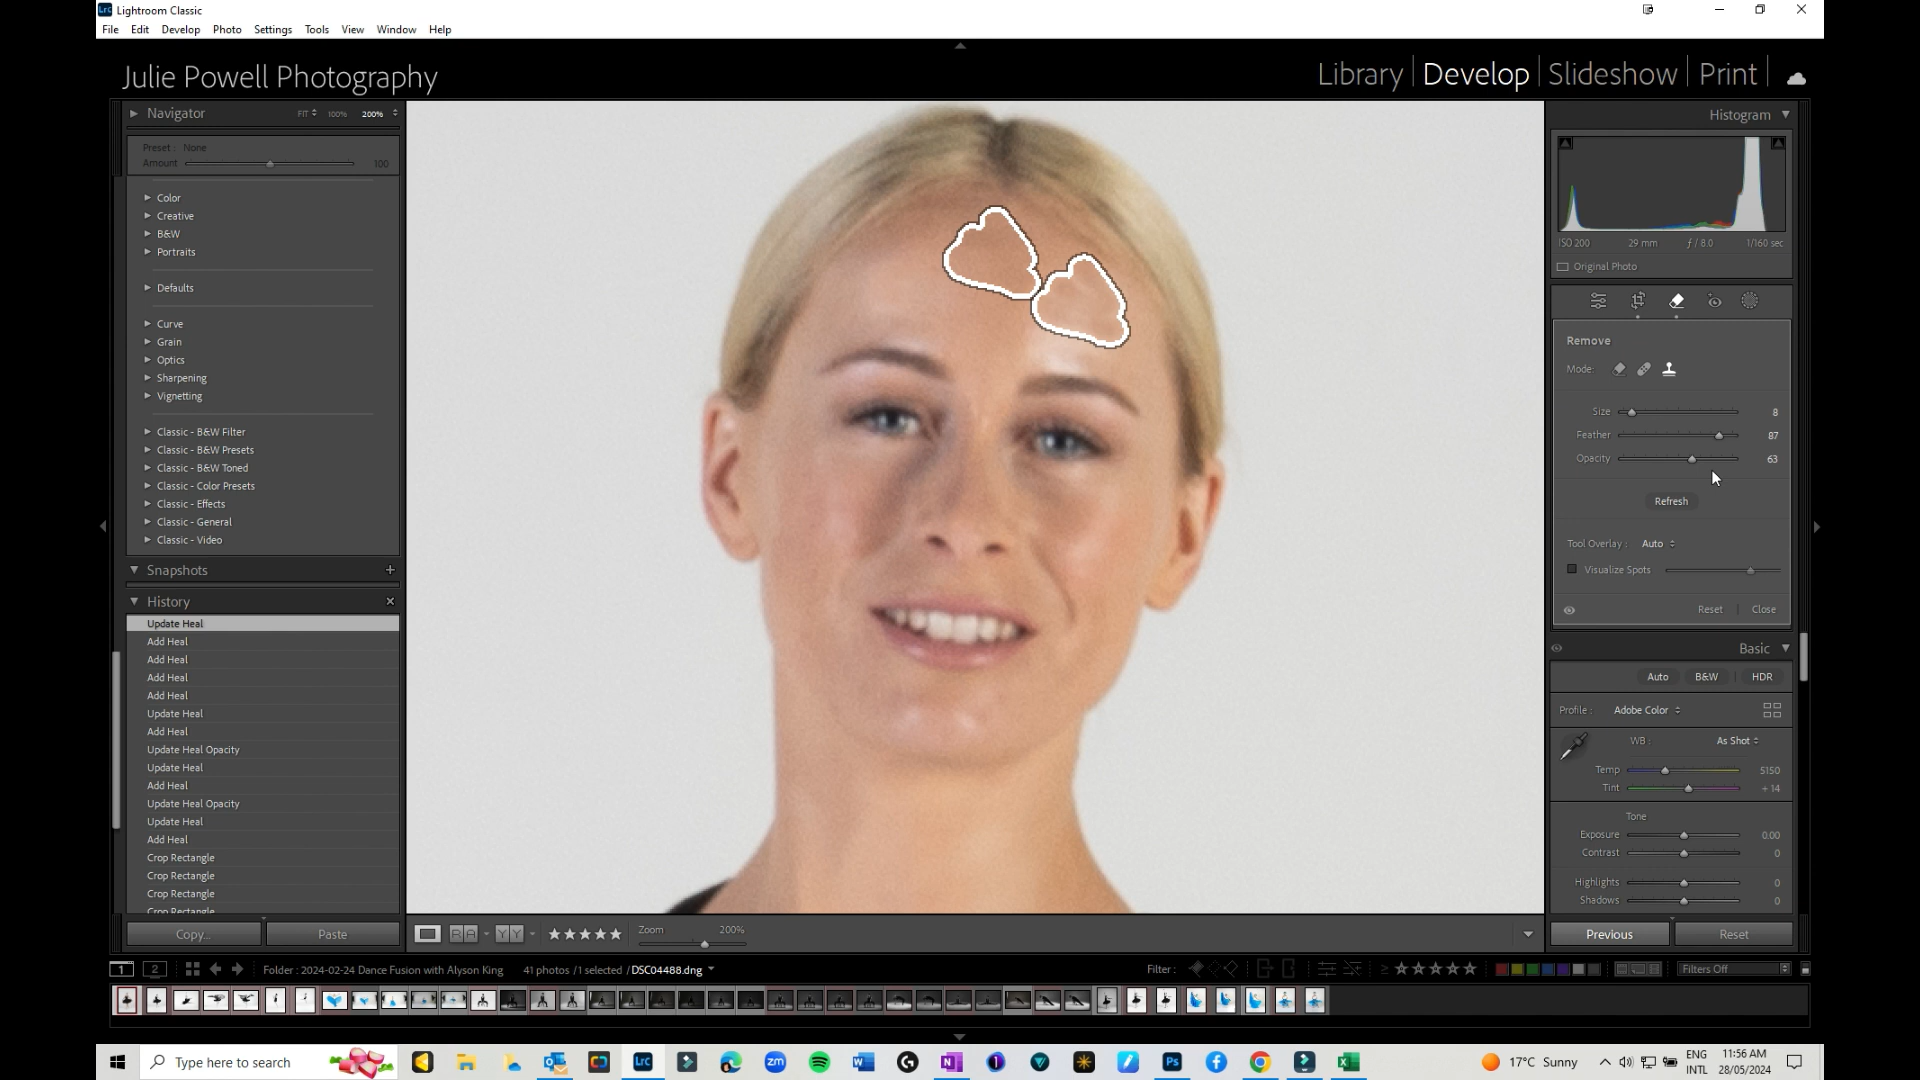 Lrc Lightroom Classic
File Edit Develop Photo Settings Tools View Window Help
Julie Powell Photography
Library Develop Slideshow Print
Navigator FIT 100% 200%
Preset : None
Amount 100
Color
Creative
B&W
Portraits
Defaults
Curve
Grain
Optics
Sharpening
Vignetting
Classic - B&W Filter
Classic - B&W Presets
Classic - B&W Toned
Classic - Color Presets
Classic - Effects
Classic - General
Classic - Video
Snapshots +
History
Update Heal
Add Heal
Add Heal
Add Heal
Add Heal
Update Heal
Add Heal
Update Heal Opacity
Update Heal
Add Heal
Update Heal Opacity
Update Heal
Add Heal
Crop Rectangle
Crop Rectangle
Crop Rectangle
Crop Rectangle
Copy... Paste
Histogram
ISO 200 29 mm ƒ / 8.0 1/160 sec
Original Photo
Remove
Mode:
Size 8
Feather 87
Opacity 63
Refresh
Tool Overlay : Auto
Visualize Spots
Reset Close
Basic
Auto B&W HDR
Profile : Adobe Color
WB : As Shot
Temp 5150
Tint + 14
Tone
Exposure 0.00
Contrast 0
Highlights 0
Shadows 0
Previous Reset
R A Y Y Zoom 200%
1 2 Folder : 2024-02-24 Dance Fusion with Alyson King 41 photos / 1 selected / DSC04488.dng Filter : Filters Off
Type here to search
Lrc zm Ps
17°C Sunny ENG INTL 11:56 AM 28/05/2024